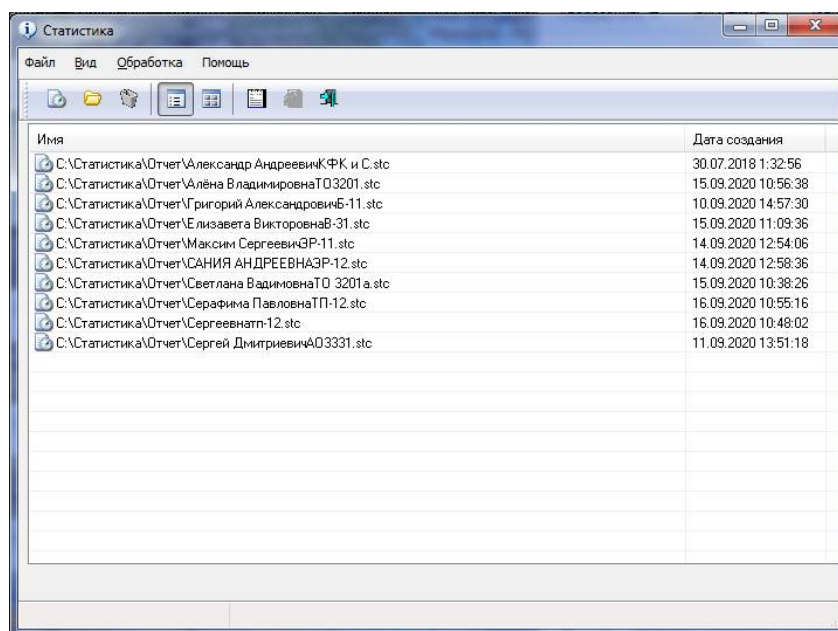 Статистика
Файл Вид Обработка Помощь
Имя Дата создания
C:\Статистика\Отчет\Александр АндреевичКФК и С.stc 30.07.2018 1:32:56
C:\Статистика\Отчет\Алёна ВладимировнаТО3201.stc 15.09.2020 10:56:38
C:\Статистика\Отчет\Григорий АлександровичБ-11.stc 10.09.2020 14:57:30
C:\Статистика\Отчет\Елизавета ВикторовнаВ-31.stc 15.09.2020 11:09:36
C:\Статистика\Отчет\Максим СергеевичЭР-11.stc 14.09.2020 12:54:06
C:\Статистика\Отчет\САНИЯ АНДРЕЕВНАЭР-12.stc 14.09.2020 12:58:36
C:\Статистика\Отчет\Светлана ВадимовнаТО 3201а.stc 15.09.2020 10:38:26
C:\Статистика\Отчет\Серафима ПавловнаТП-12.stc 16.09.2020 10:55:16
C:\Статистика\Отчет\Сергеевнатп-12.stc 16.09.2020 10:48:02
C:\Статистика\Отчет\Сергей ДмитриевичАО3331.stc 11.09.2020 13:51:18